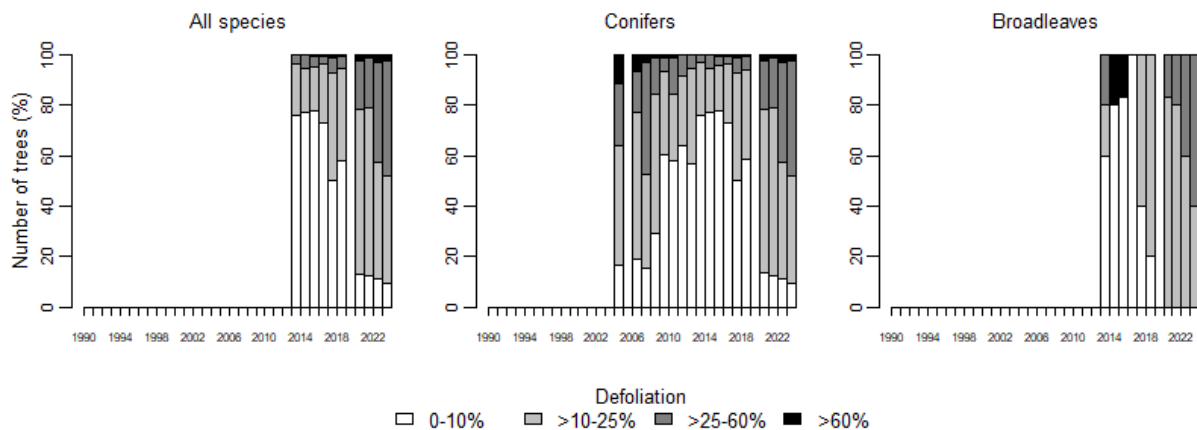 All species
Conifers
Broadleaves
Number of trees (%)
0 20 40 60 80 100
0 20 40 60 80 100
0 20 40 60 80 100
1990 1994 1998 2002 2006 2010 2014 2018 2022
1990 1994 1998 2002 2006 2010 2014 2018 2022
1990 1994 1998 2002 2006 2010 2014 2018 2022
Defoliation
0-10% >10-25% >25-60% >60%